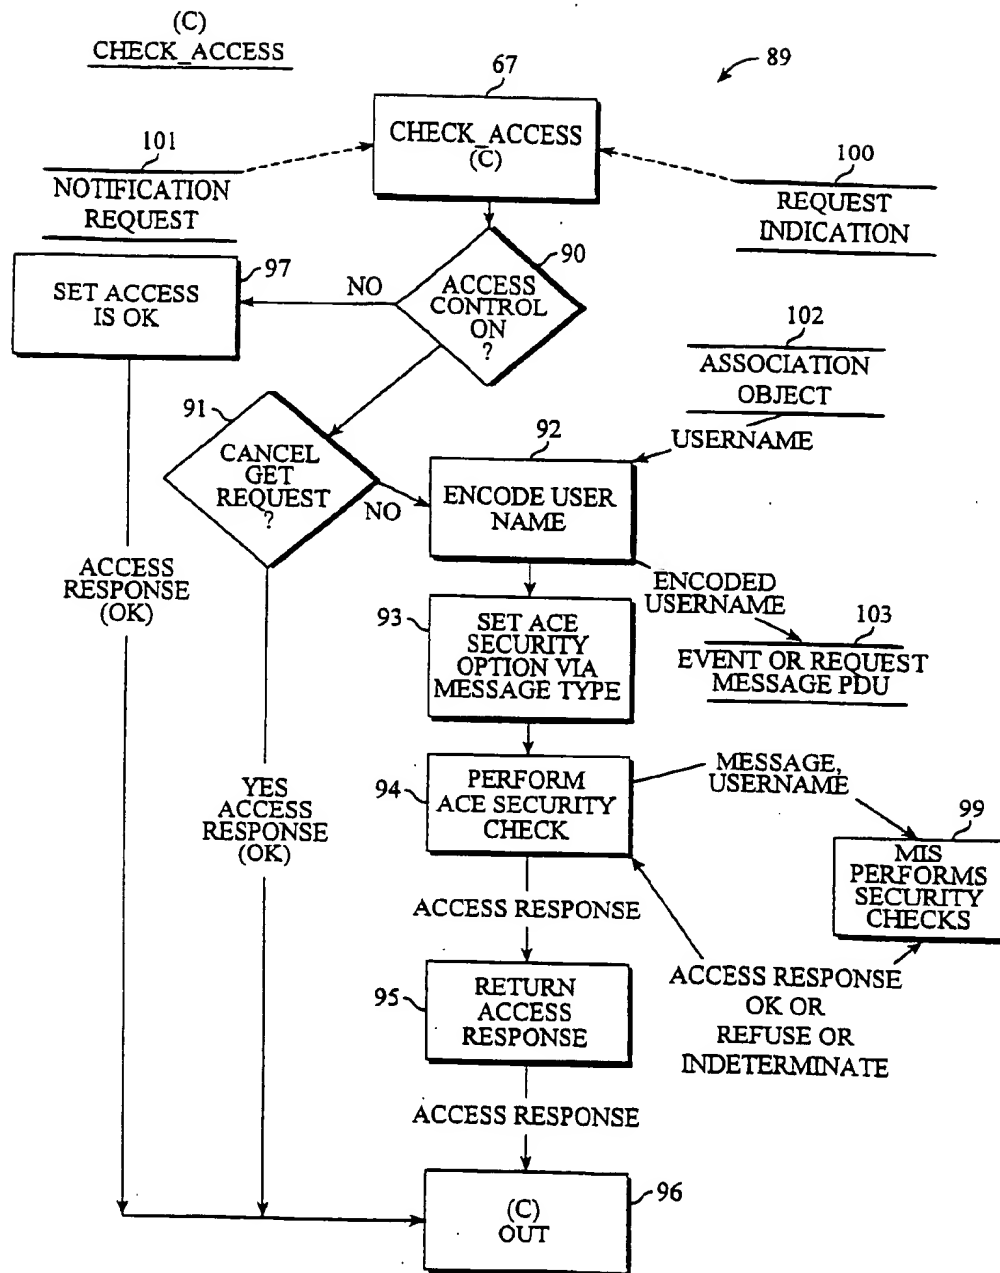 (C)
CHECK_ACCESS
89
67
CHECK_ACCESS
(C)
101
NOTIFICATION
REQUEST
100
REQUEST
INDICATION
97
SET ACCESS
IS OK
NO
90
ACCESS
CONTROL
ON
?
102
ASSOCIATION
OBJECT
USERNAME
91
CANCEL
GET
REQUEST
?
NO
92
ENCODE USER
NAME
ACCESS
RESPONSE
(OK)
ENCODED
USERNAME
93
SET ACE
SECURITY
OPTION VIA
MESSAGE TYPE
103
EVENT OR REQUEST
MESSAGE PDU
94
PERFORM
ACE SECURITY
CHECK
MESSAGE,
USERNAME
YES
ACCESS
RESPONSE
(OK)
99
MIS
PERFORMS
SECURITY
CHECKS
ACCESS RESPONSE
95
RETURN
ACCESS
RESPONSE
ACCESS RESPONSE
OK OR
REFUSE OR
INDETERMINATE
ACCESS RESPONSE
96
(C)
OUT